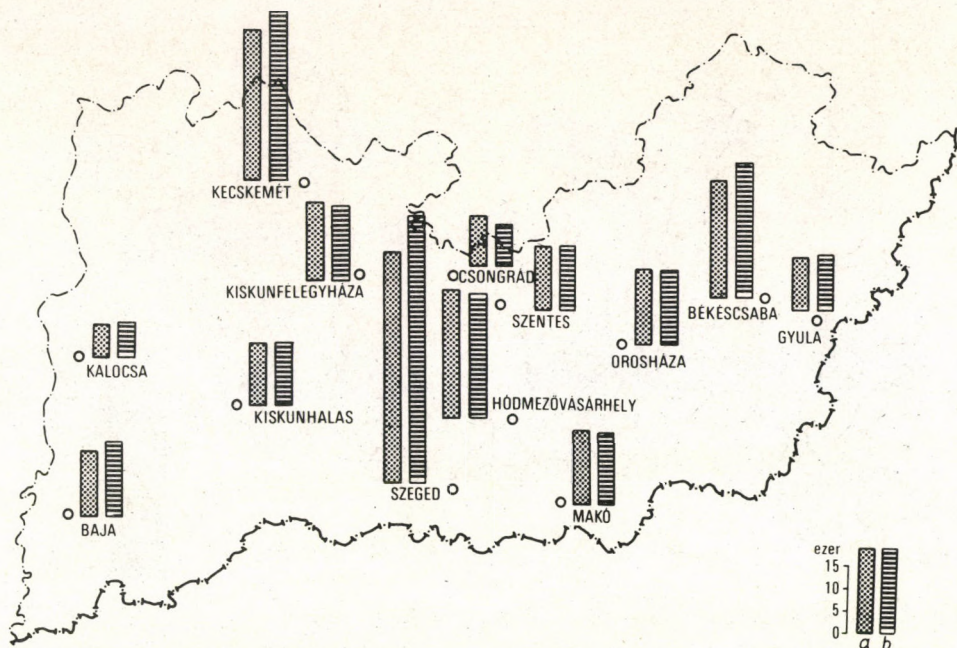 KECSKEMÉT
KISKUNFÉLEGYHÁZA
CSONGRÁD
SZENTES
BÉKÉSCSABA
GYULA
OROSHÁZA
KALOCSA
KISKUNHALAS
HÓDMEZŐVÁSÁRHELY
SZEGED
MAKÓ
BAJA
ezer
15
10
5
0
a b